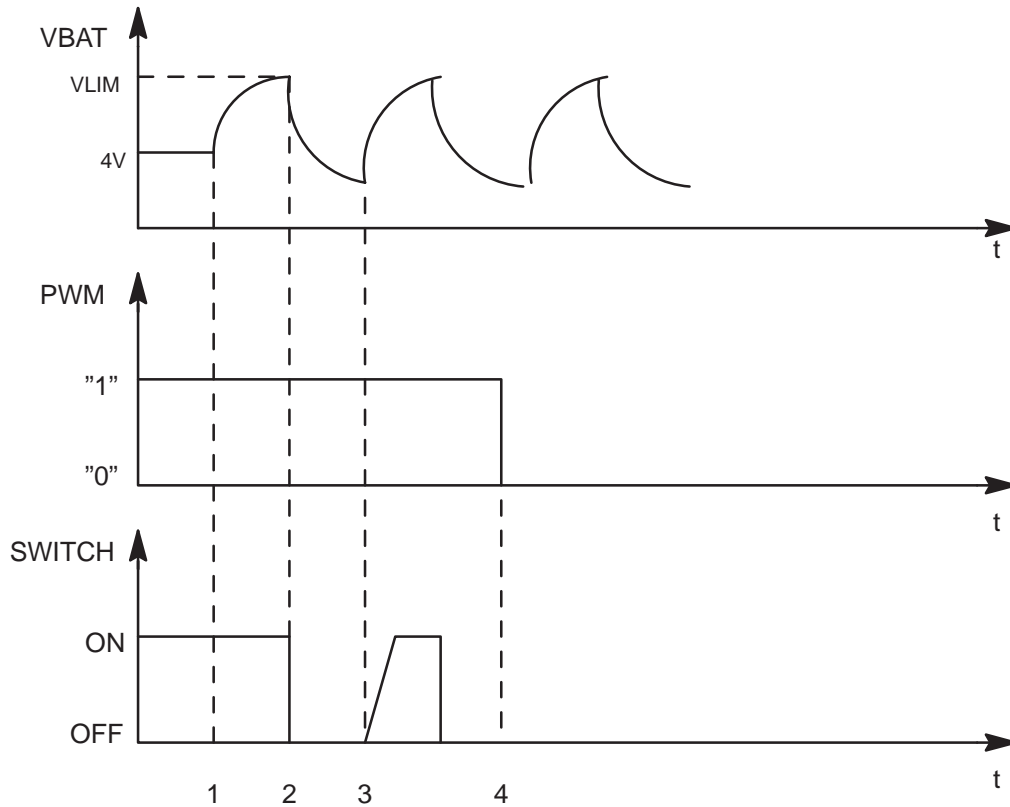 VBAT
VLIM
4V
t
PWM
”1”
”0”
t
SWITCH
ON
OFF
t
1 2 3 4